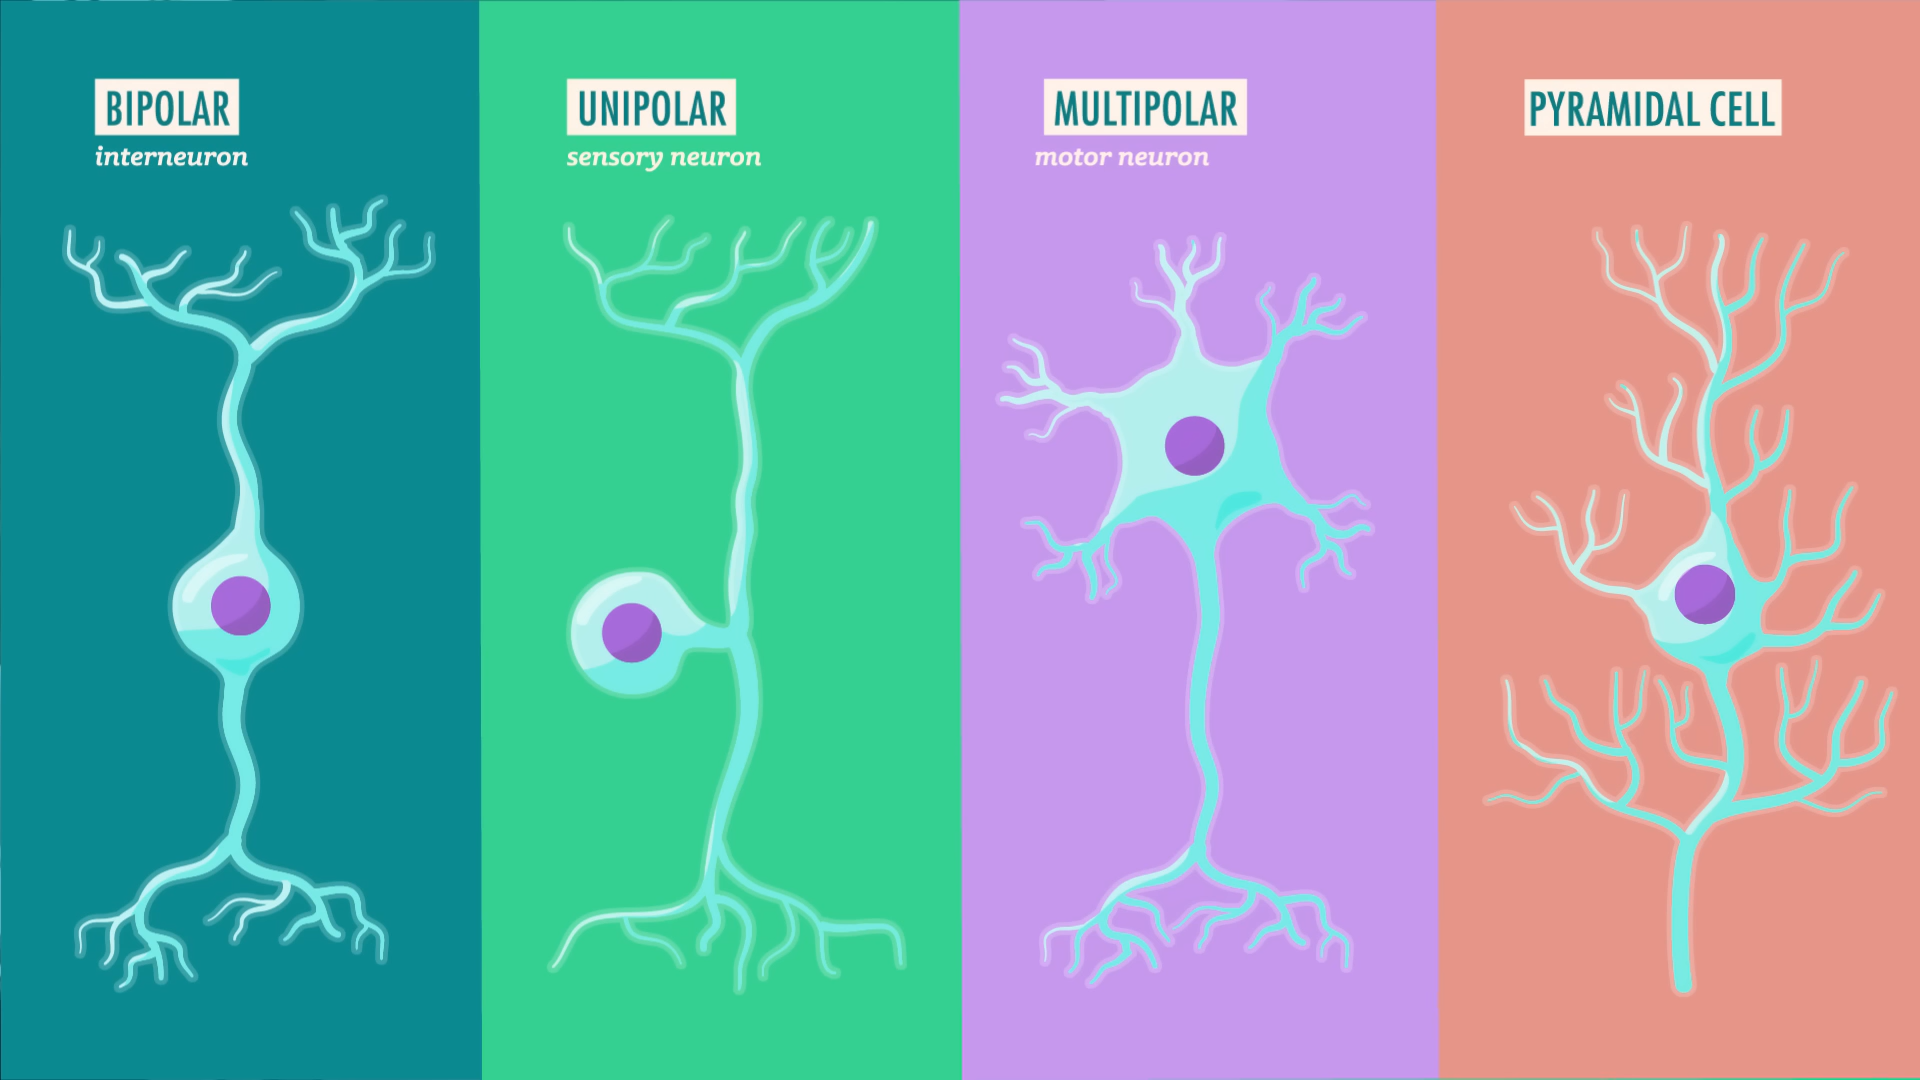 BIPOLAR
interneuron
UNIPOLAR
sensory neuron
MULTIPOLAR
motor neuron
PYRAMIDAL CELL